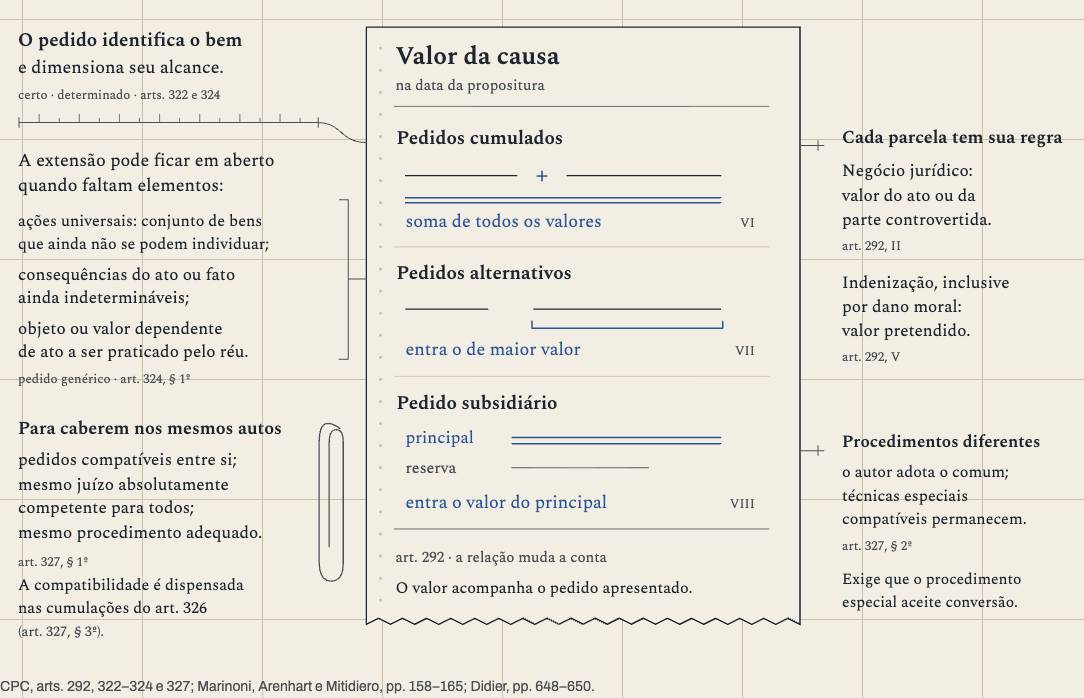 O pedido identifica o bem
e dimensiona seu alcance.
certo · determinado · arts. 322 e 324
A extensão pode ficar em aberto
quando faltam elementos:
ações universais: conjunto de bens
que ainda não se podem individuar;
consequências do ato ou fato
ainda indetermináveis;
objeto ou valor dependente
de ato a ser praticado pelo réu.
pedido genérico · art. 324, § 1º
Para caberem nos mesmos autos
pedidos compatíveis entre si;
mesmo juízo absolutamente
competente para todos;
mesmo procedimento adequado.
art. 327, § 1º
A compatibilidade é dispensada
nas cumulações do art. 326
(art. 327, § 3º).
Valor da causa
na data da propositura
Pedidos cumulados
+
soma de todos os valores VI
Pedidos alternativos
entra o de maior valor VII
Pedido subsidiário
principal
reserva
entra o valor do principal VIII
art. 292 · a relação muda a conta
O valor acompanha o pedido apresentado.
Cada parcela tem sua regra
Negócio jurídico:
valor do ato ou da
parte controvertida.
art. 292, II
Indenização, inclusive
por dano moral:
valor pretendido.
art. 292, V
Procedimentos diferentes
o autor adota o comum;
técnicas especiais
compatíveis permanecem.
art. 327, § 2º
Exige que o procedimento
especial aceite conversão.
CPC, arts. 292, 322–324 e 327; Marinoni, Arenhart e Mitidiero, pp. 158–165; Didier, pp. 648–650.